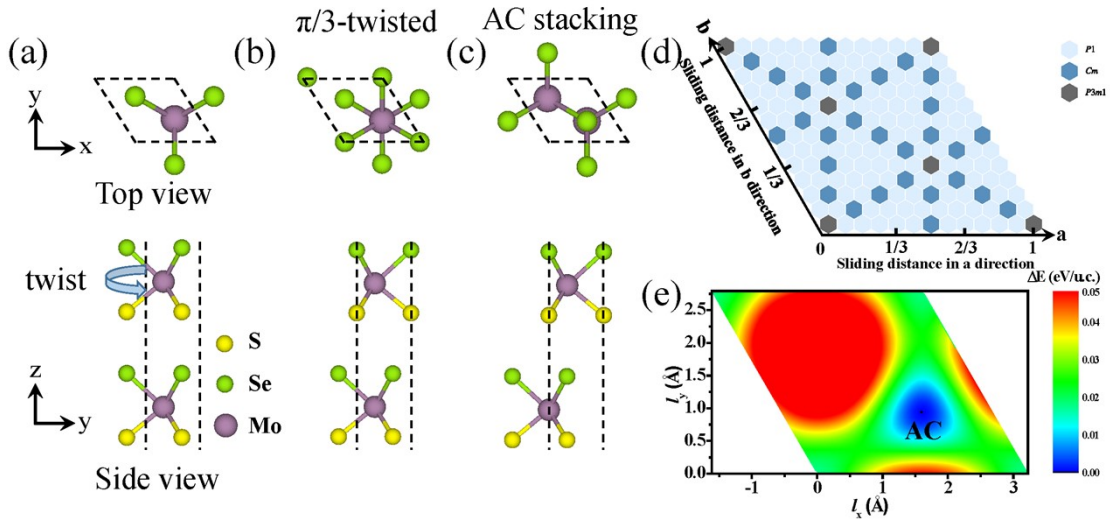 (a)
π/3-twisted
(b)
AC stacking
(c)
(d)
y
x
Top view
twist
S
Se
Mo
z
y
Side view
b
1
2/3
1/3
Sliding distance in b direction
0
1/3
2/3
1
a
Sliding distance in a direction
P1
Cm
P3m1
(e)
ΔE (eV/u.c.)
2.5
2.0
1.5
1.0
0.5
0.0
l_y (Å)
AC
-1
0
1
2
3
l_x (Å)
0.05
0.04
0.03
0.02
0.01
0.00